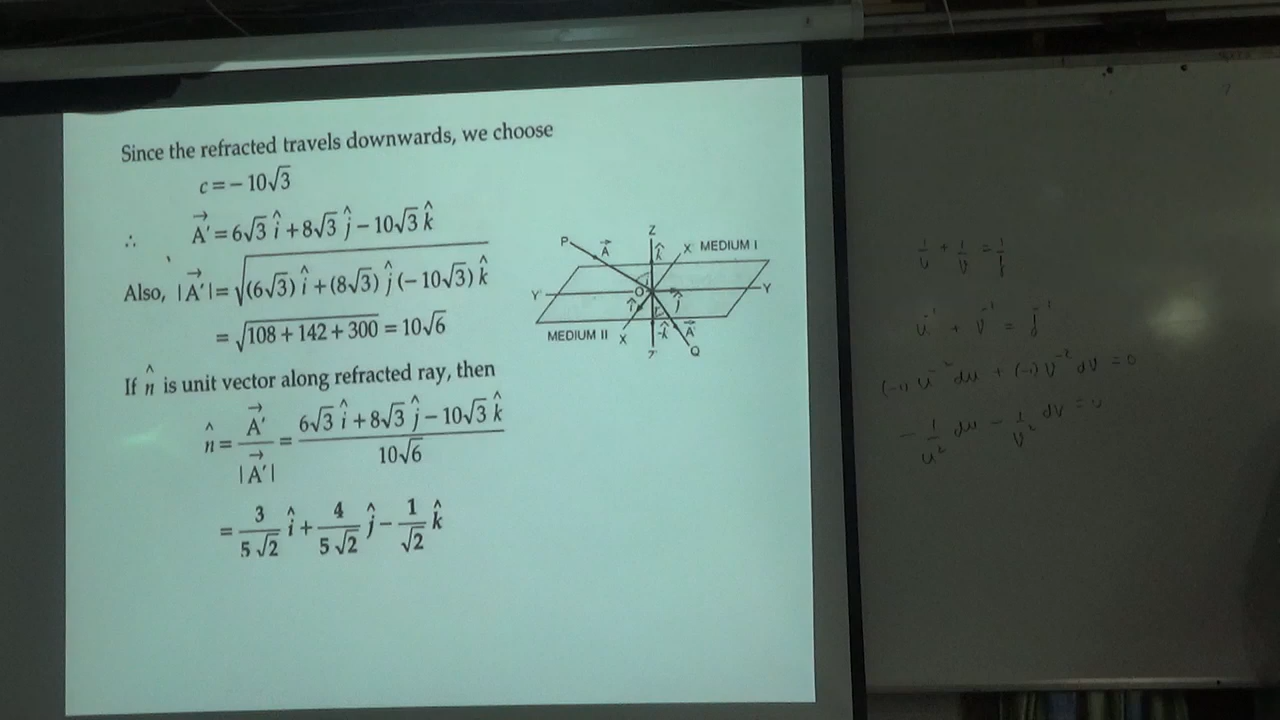 Since the refracted travels downwards, we choose
c = − 10√3
∴ A⃗' = 6√3 î + 8√3 ĵ − 10√3 k̂
Also, |A⃗'| = √((6√3) î + (8√3) ĵ (−10√3) k̂
= √(108 + 142 + 300) = 10√6
If n̂ is unit vector along refracted ray, then
n̂ = A⃗' / |A⃗'| = (6√3 î + 8√3 ĵ − 10√3 k̂) / 10√6
= 3/(5√2) î + 4/(5√2) ĵ − 1/√2 k̂
Z
P A⃗ k̂ X MEDIUM I
Y' O Y
î ĵ
MEDIUM II X -k̂ A⃗
Z' Q
1/u + 1/v = 1/f
u⁻¹ + v⁻¹ = f⁻¹
(-1) u⁻² du + (-1) v⁻² dv = 0
- 1/u² du - 1/v² dv = 0